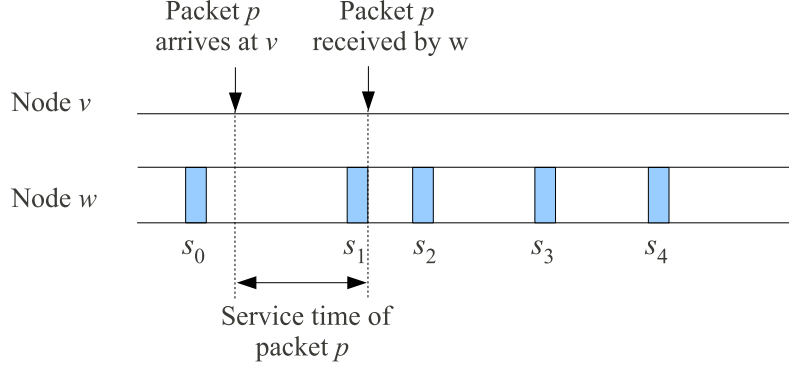 Packet p
arrives at v
Packet p
received by w
Node v
Node w
s0
s1
s2
s3
s4
Service time of
packet p